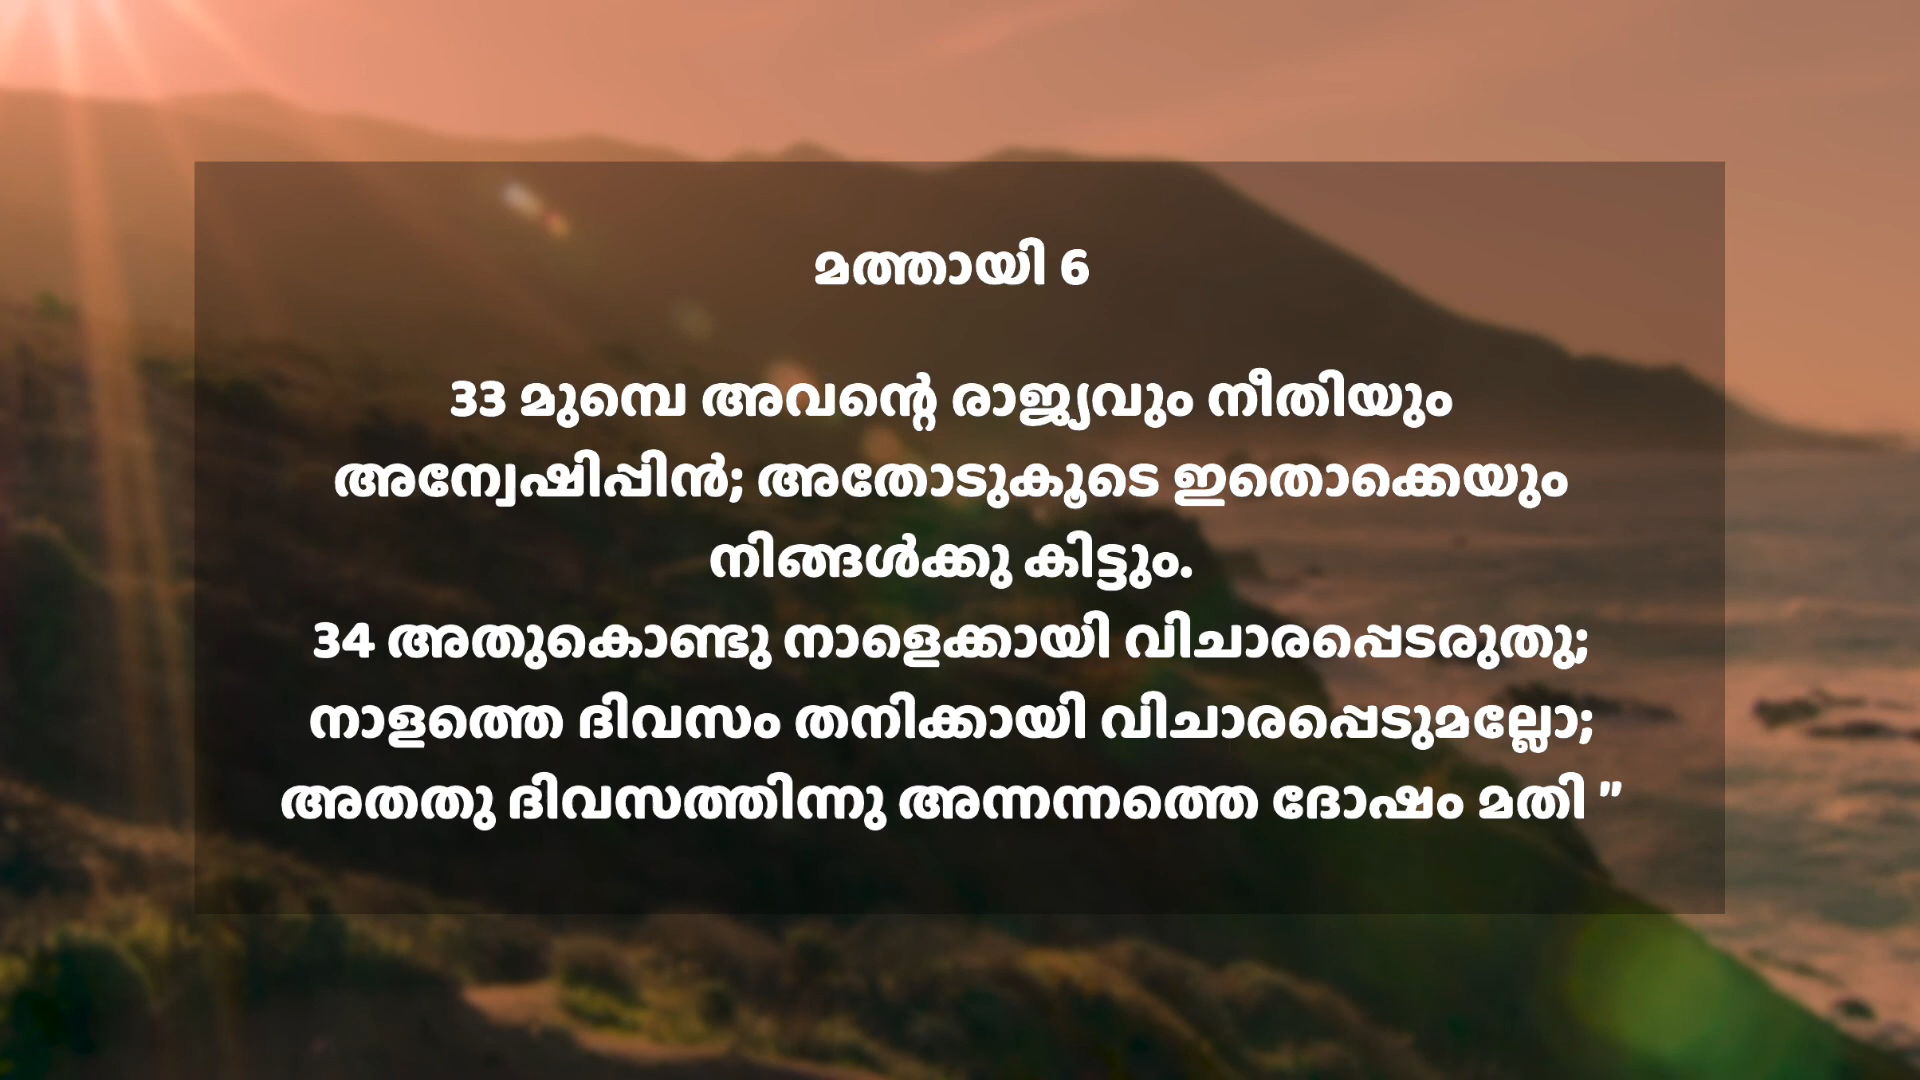 മത്തായി 6
33 മുമ്പെ അവന്റെ രാജ്യവും നീതിയും
അന്വേഷിപ്പിൻ; അതോടുകൂടെ ഇതൊക്കെയും
നിങ്ങൾക്കു കിട്ടും.
34 അതുകൊണ്ടു നാളെക്കായി വിചാരപ്പെടരുതു;
നാളത്തെ ദിവസം തനിക്കായി വിചാരപ്പെടുമല്ലോ;
അതതു ദിവസത്തിന്നു അന്നന്നത്തെ ദോഷം മതി ”